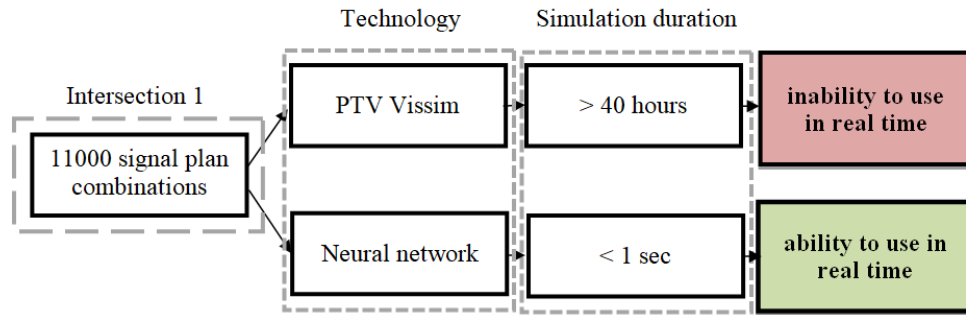 Technology
Simulation duration
Intersection 1
11000 signal plan
combinations
PTV Vissim
> 40 hours
inability to use
in real time
Neural network
< 1 sec
ability to use in
real time